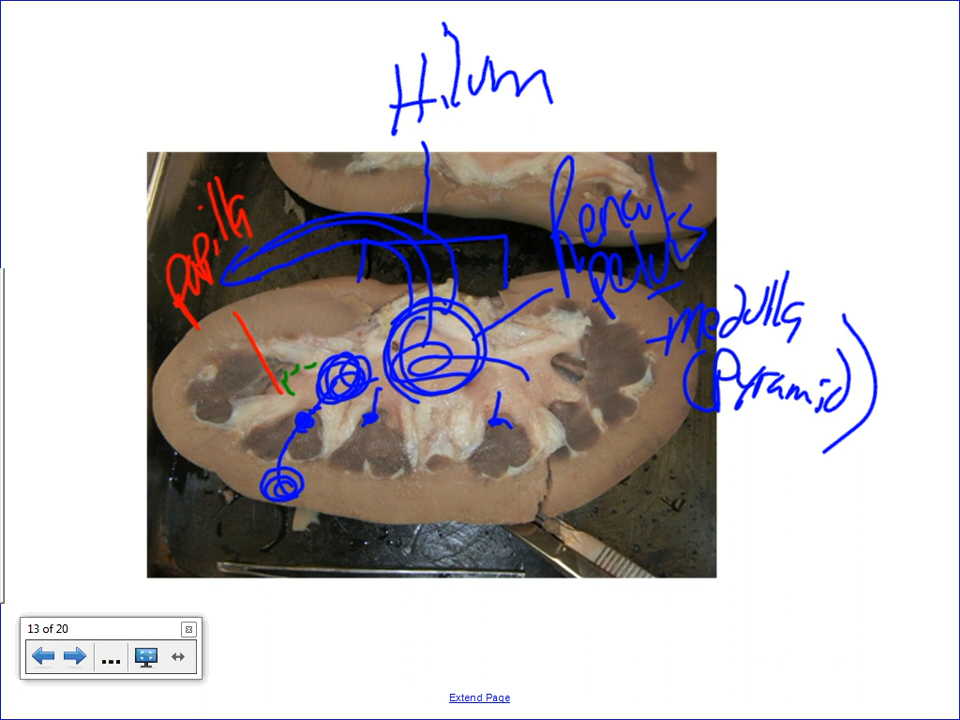 Hilum
Papilla
Renal
pelvis
medulla
(Pyramid)
13 of 20
...
Extend Page